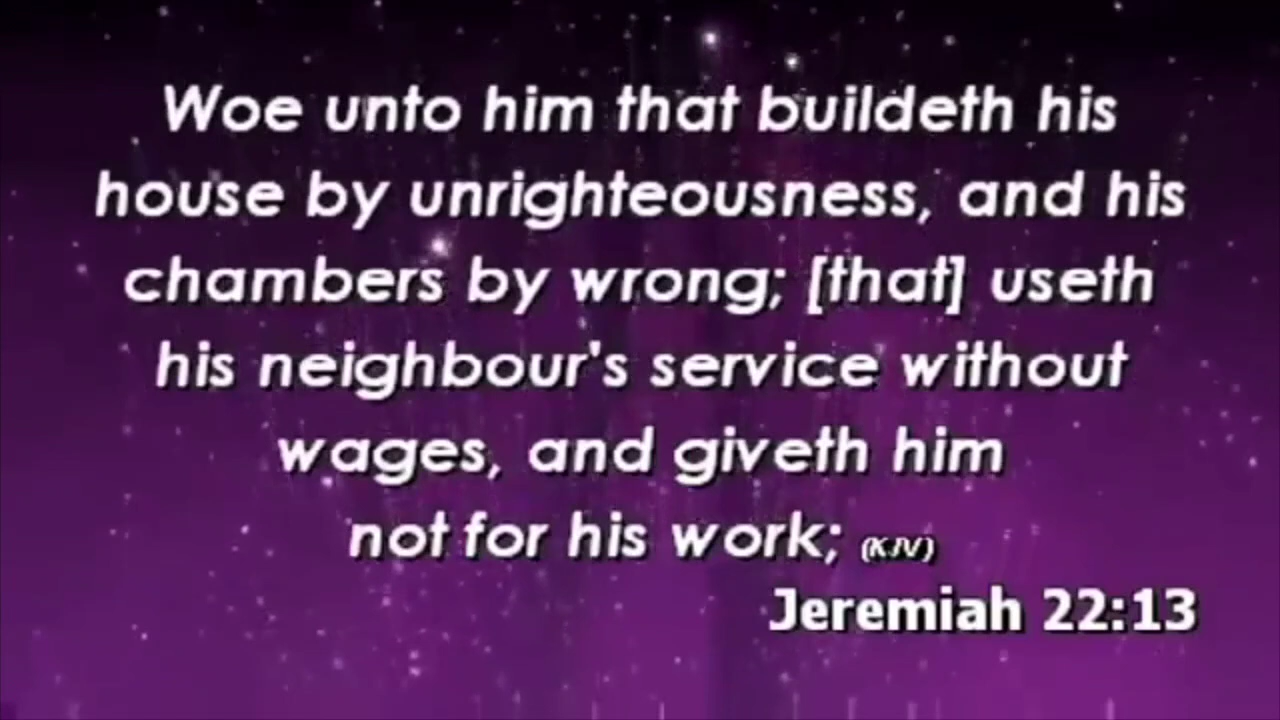 Woe unto him that buildeth his
house by unrighteousness, and his
chambers by wrong; [that] useth
his neighbour's service without
wages, and giveth him
not for his work; (KJV)
Jeremiah 22:13